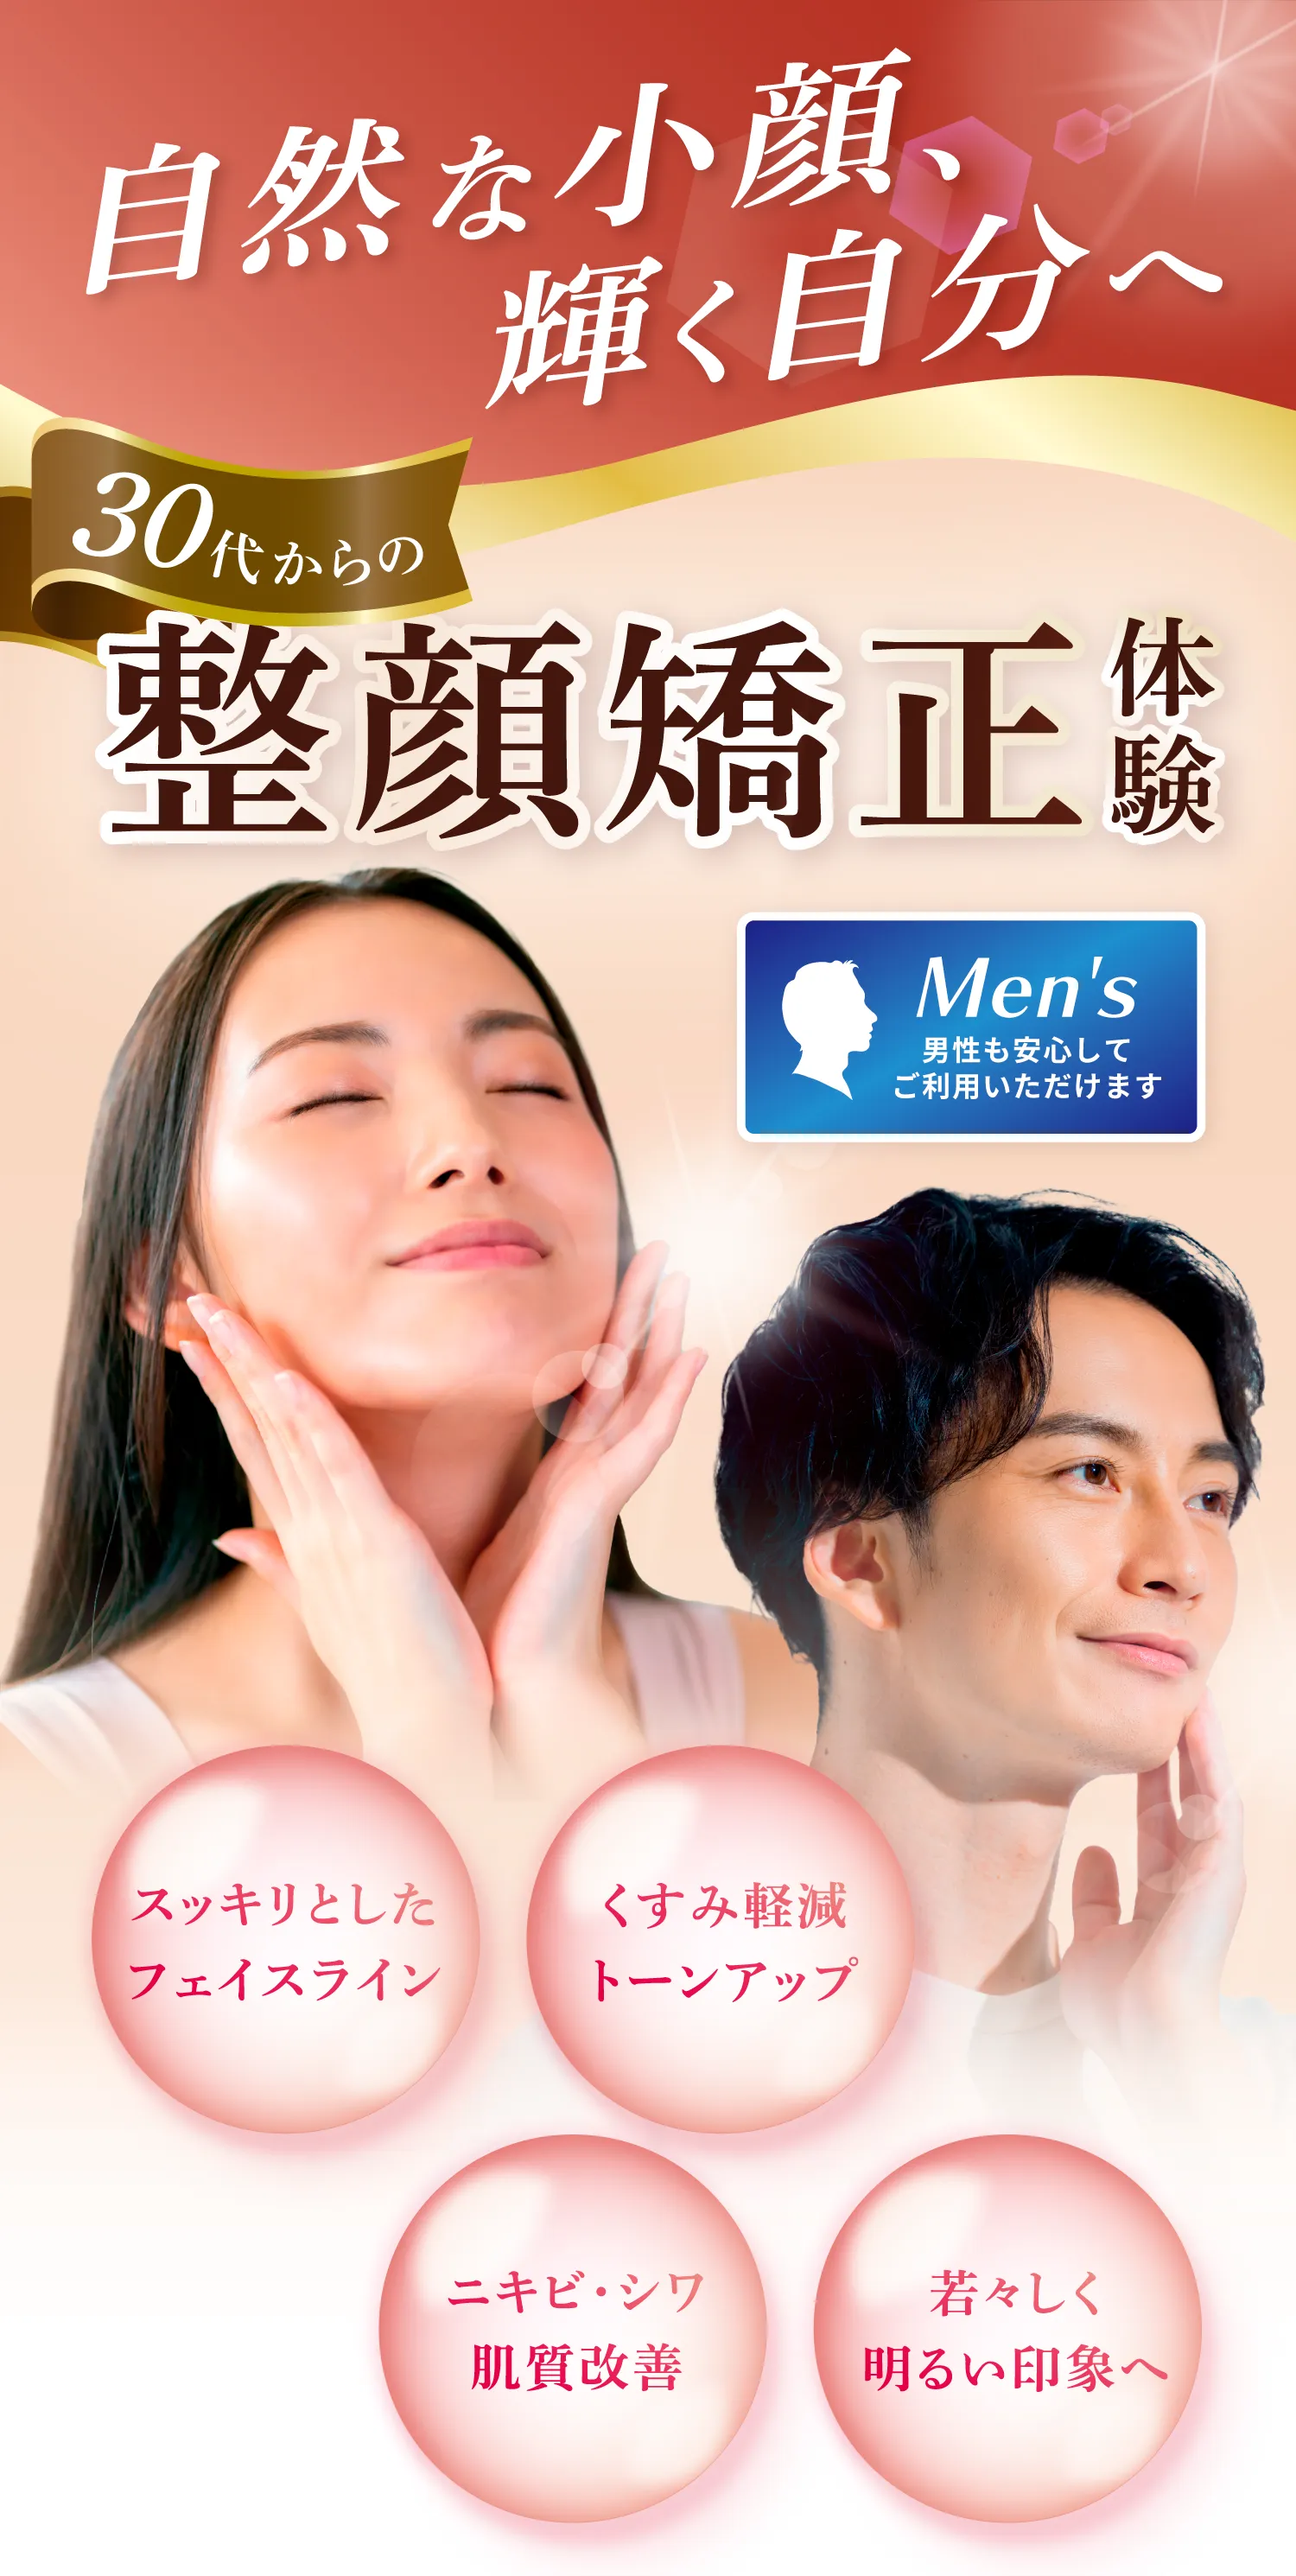 自然な小顔、
輝く自分へ
30代からの
整顔矯正体験
Men's
男性も安心して
ご利用いただけます
スッキリとした
フェイスライン
くすみ軽減
トーンアップ
ニキビ・シワ
肌質改善
若々しく
明るい印象へ